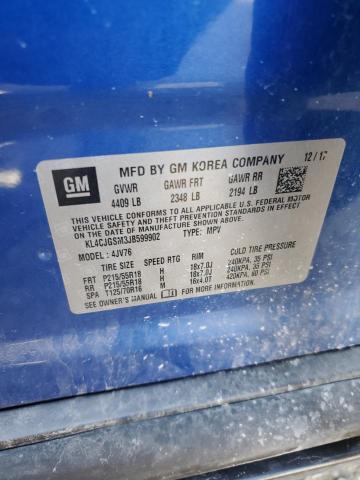 GM
MFD BY GM KOREA COMPANY 12/17
GVWR GAWR FRT GAWR RR
4409 LB 2348 LB 2194 LB
THIS VEHICLE CONFORMS TO ALL APPLICABLE U.S. FEDERAL MOTOR
VEHICLE SAFETY AND THEFT PREVENTION STANDARDS IN EFFECT
ON THE DATE OF MANUFACTURE SHOWN ABOVE.
KL4CJGSM3JB599902 TYPE: MPV
MODEL: 4JV76
TIRE SIZE SPEED RTG RIM COLD TIRE PRESSURE
FRT P215/55R18 H 18x7.0J 240KPA, 35 PSI
RR P215/55R18 H 18x7.0J 240KPA, 35 PSI
SPA T125/70R16 M 16x4.0T 420KPA, 60 PSI
SEE OWNER'S MANUAL FOR MORE INFORMATION.